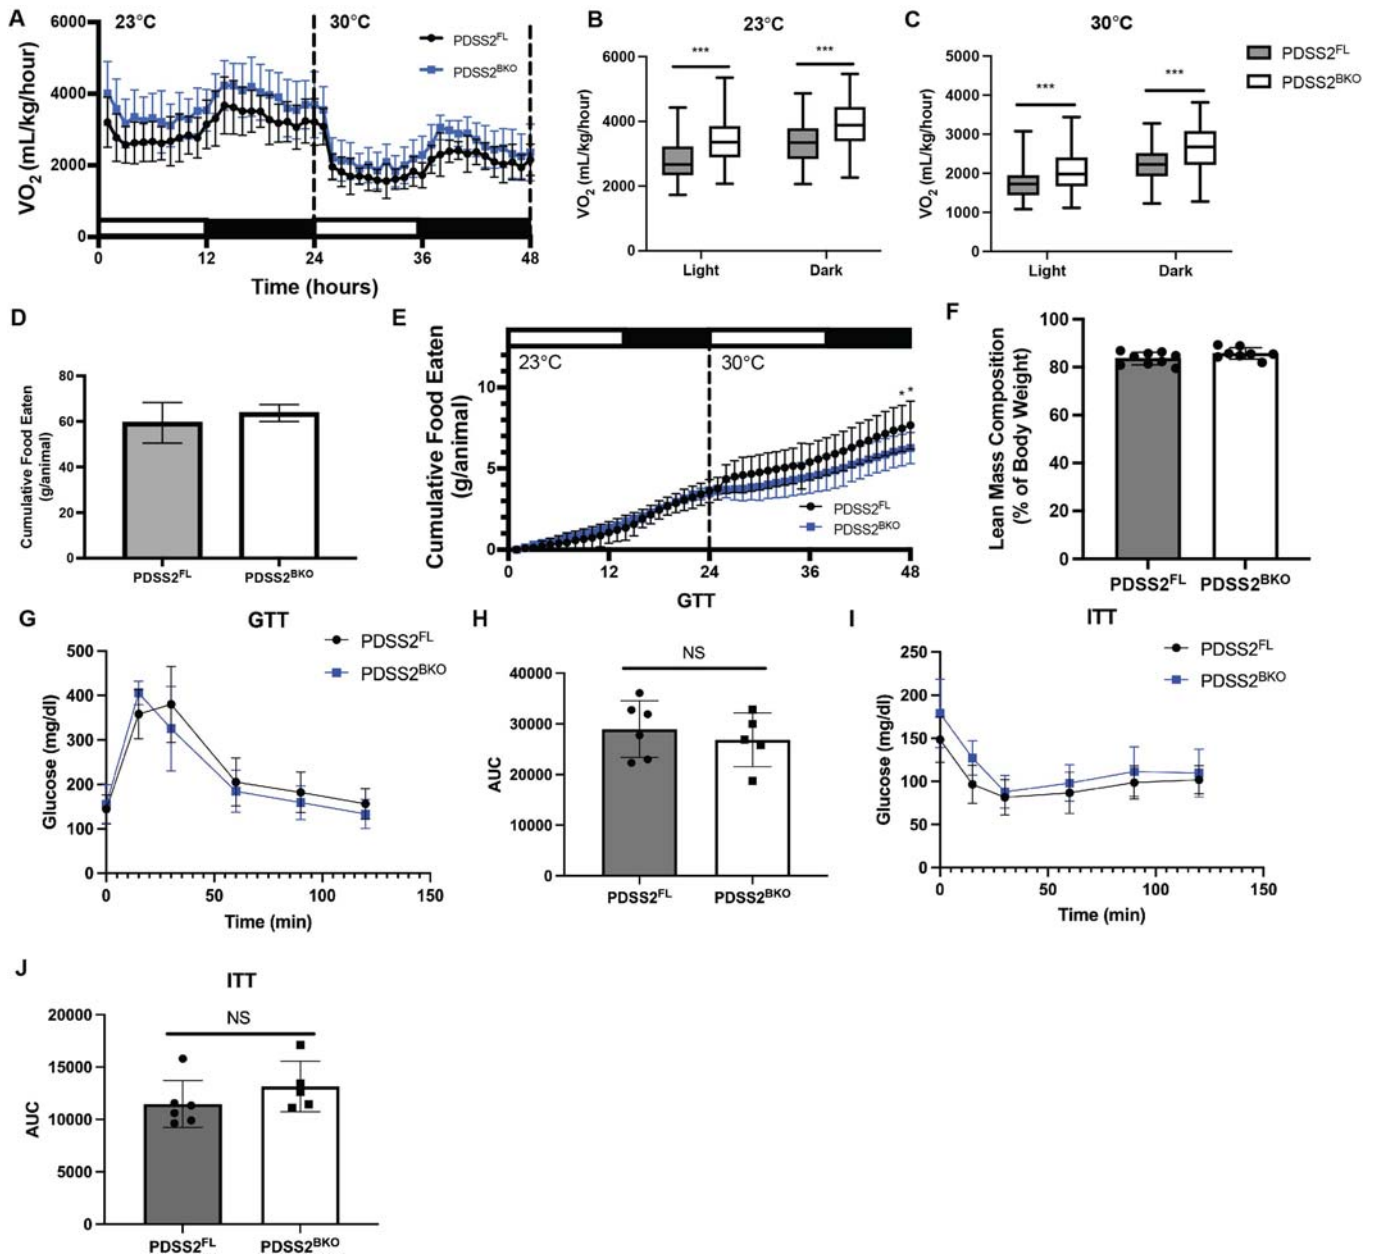 A
23°C
30°C
PDSS2FL
PDSS2BKO
VO2 (mL/kg/hour)
6000
4000
2000
0
0 12 24 36 48
Time (hours)
B
23°C
***
***
VO2 (mL/kg/hour)
6000
4000
2000
0
Light Dark
C
30°C
***
***
VO2 (mL/kg/hour)
5000
4000
3000
2000
1000
0
Light Dark
PDSS2FL
PDSS2BKO
D
Cumulative Food Eaten
(g/animal)
80
60
40
20
0
PDSS2FL PDSS2BKO
E
Cumulative Food Eaten
(g/animal)
23°C
30°C
10
5
0
* *
PDSS2FL
PDSS2BKO
0 12 24 36 48
GTT
F
Lean Mass Composition
(% of Body Weight)
100
80
60
40
20
0
PDSS2FL PDSS2BKO
G
GTT
PDSS2FL
PDSS2BKO
Glucose (mg/dl)
500
400
300
200
100
0
0 50 100 150
Time (min)
H
NS
AUC
40000
30000
20000
10000
0
PDSS2FL PDSS2BKO
I
ITT
PDSS2FL
PDSS2BKO
Glucose (mg/dl)
250
200
150
100
50
0
0 50 100 150
Time (min)
J
ITT
NS
AUC
20000
15000
10000
5000
0
PDSS2FL PDSS2BKO